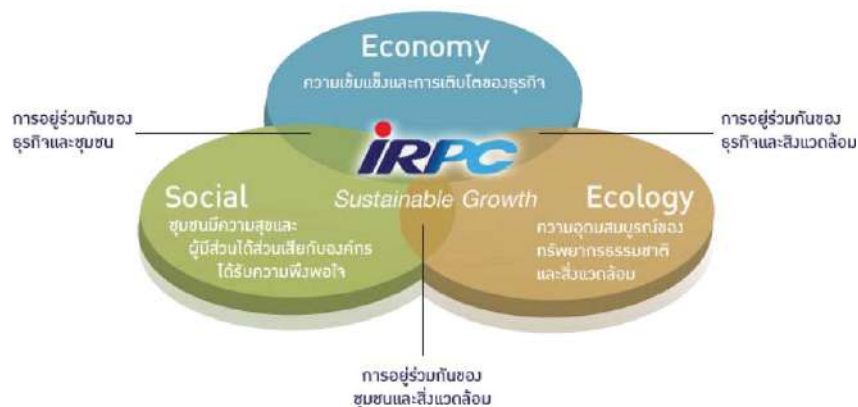 Economy
ความเข้มแข็งและการเติบโตของธุรกิจ
การอยู่ร่วมกันของ
ธุรกิจและชุมชน
การอยู่ร่วมกันของ
ธุรกิจและสิ่งแวดล้อม
IRPC
Sustainable Growth
Social
ชุมชนมีความสุขและ
ผู้มีส่วนได้ส่วนเสียกับองค์กร
ได้รับความพึงพอใจ
Ecology
ความอุดมสมบูรณ์ของ
ทรัพยากรธรรมชาติ
และสิ่งแวดล้อม
การอยู่ร่วมกันของ
ชุมชนและสิ่งแวดล้อม